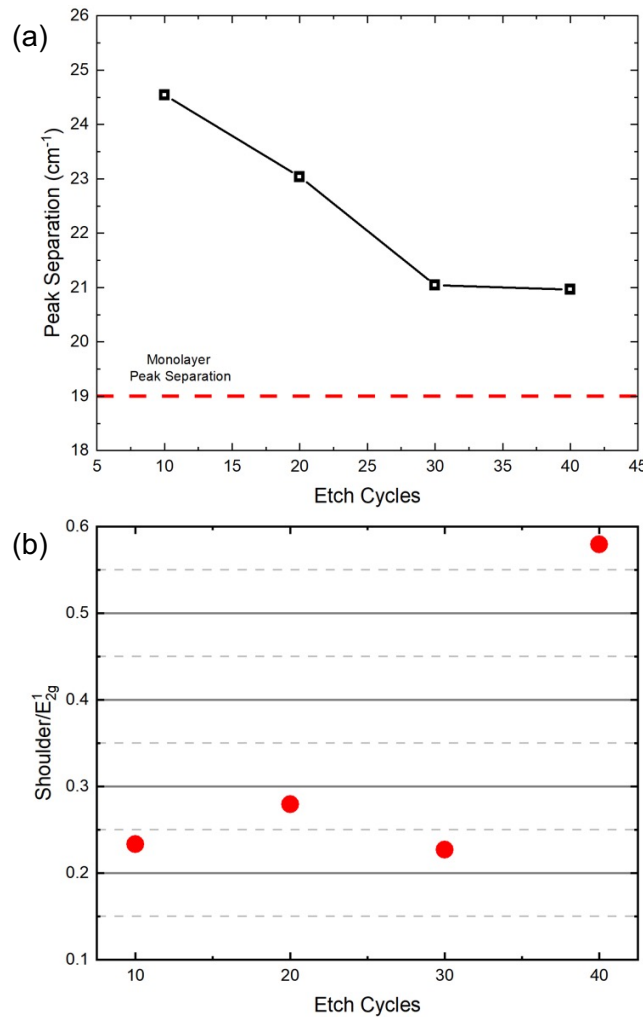 (a)
26
25
24
23
22
21
20
19
18
Peak Separation (cm⁻¹)
Monolayer
Peak Separation
5 10 15 20 25 30 35 40 45
Etch Cycles
(b)
0.6
0.5
0.4
0.3
0.2
0.1
Shoulder/E¹₂g
10 20 30 40
Etch Cycles